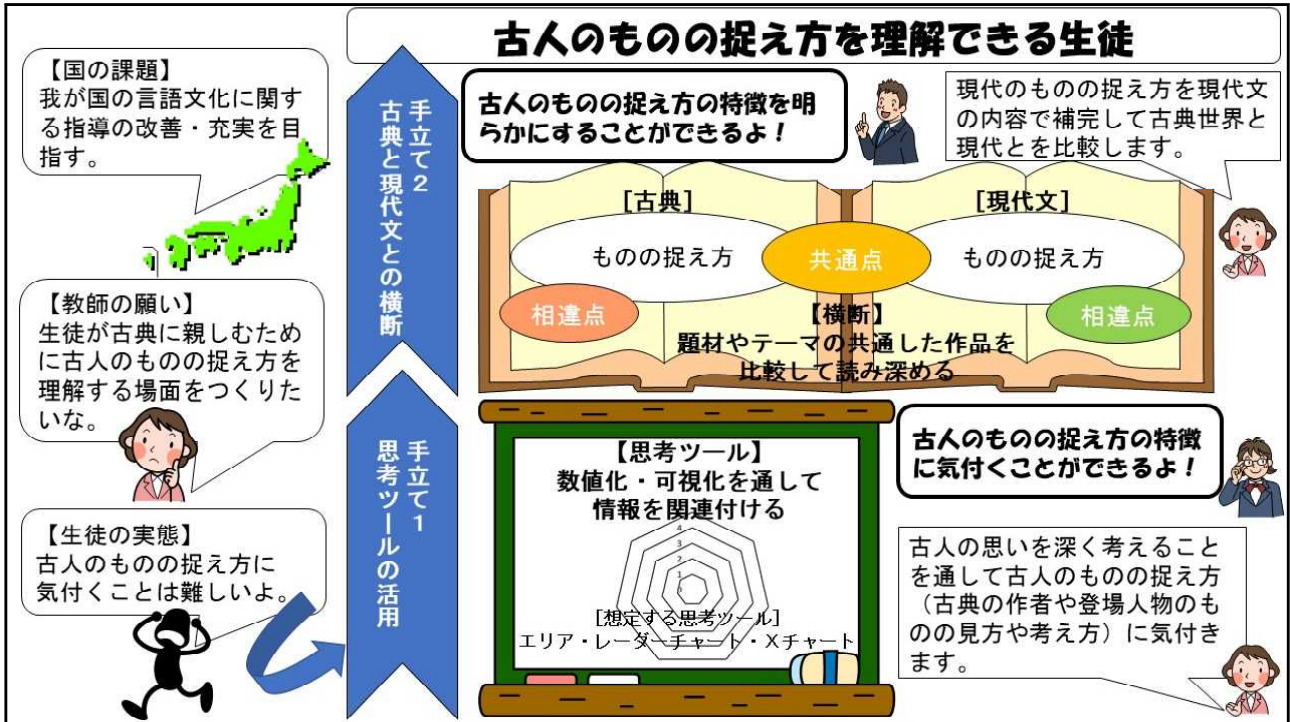 古人のものの捉え方を理解できる生徒
【国の課題】
我が国の言語文化に関す
る指導の改善・充実を目
指す。
【教師の願い】
生徒が古典に親しむため
に古人のものの捉え方を
理解する場面をつくりた
いな。
【生徒の実態】
古人のものの捉え方に
気付くことは難しいよ。
手立て2
古典と現代文との横断
手立て1
思考ツールの活用
古人のものの捉え方の特徴を明
らかにすることができるよ!
現代のものの捉え方を現代文
の内容で補完して古典世界と
現代とを比較します。
[古典]
[現代文]
ものの捉え方
共通点
ものの捉え方
相違点
相違点
【横断】
題材やテーマの共通した作品を
比較して読み深める
【思考ツール】
数値化・可視化を通して
情報を関連付ける
4
3
2
1
0
[想定する思考ツール]
エリア・レーダーチャート・Xチャート
古人のものの捉え方の特徴
に気付くことができるよ!
古人の思いを深く考えること
を通して古人のものの捉え方
(古典の作者や登場人物のも
のの見方や考え方)に気付き
ます。